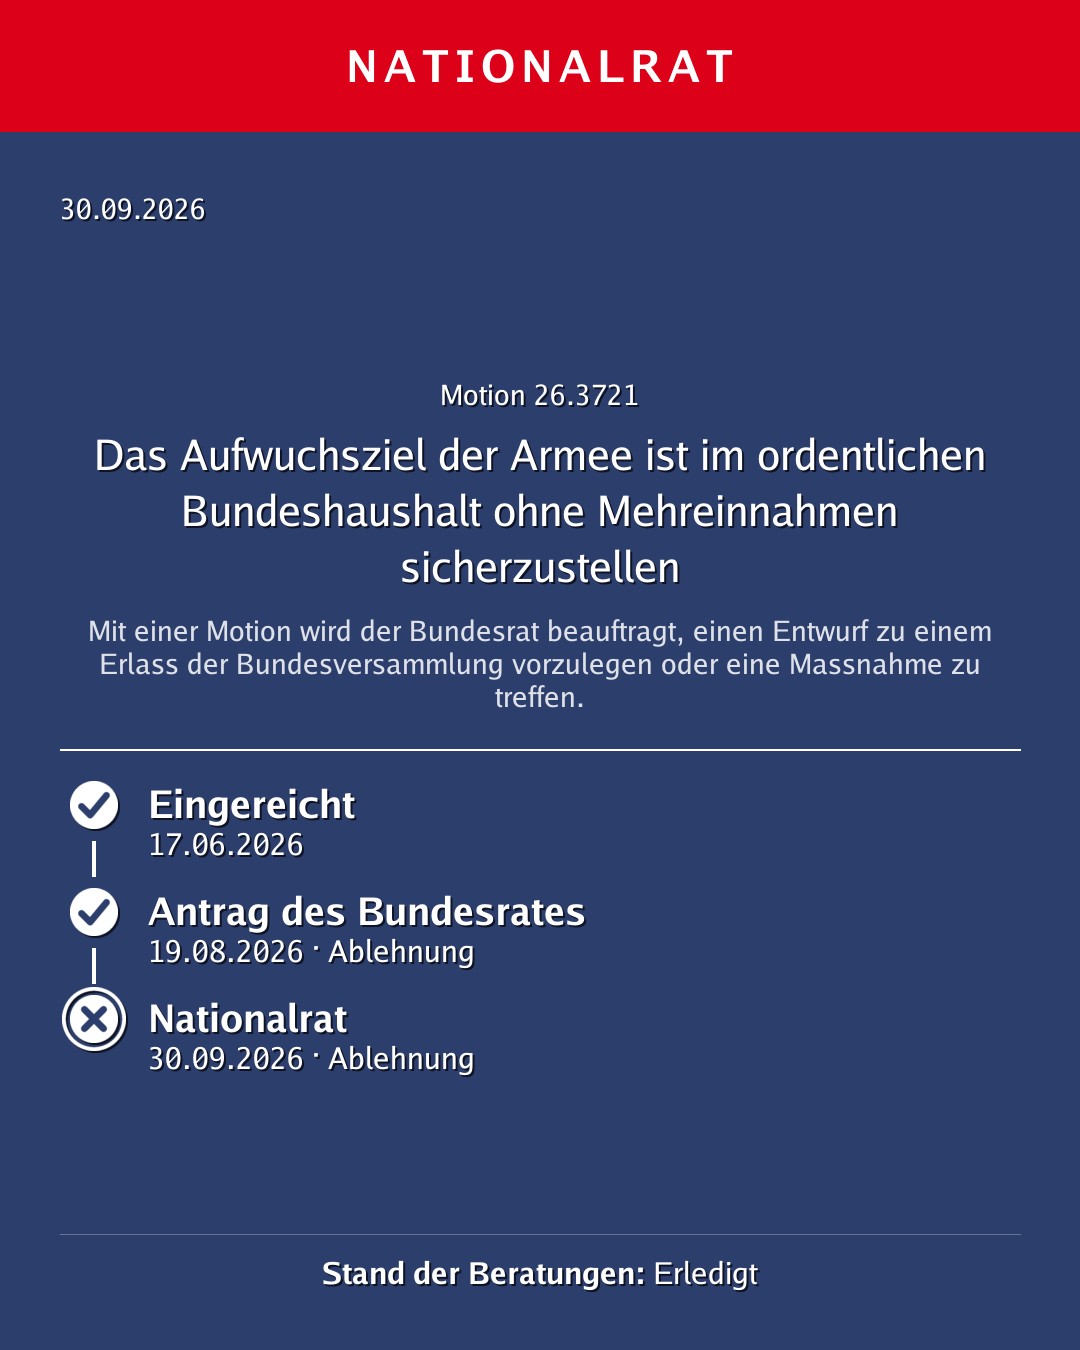 NATIONALRAT
30.09.2026
Motion 26.3721
Das Aufwuchsziel der Armee ist im ordentlichen
Bundeshaushalt ohne Mehreinnahmen
sicherzustellen
Mit einer Motion wird der Bundesrat beauftragt, einen Entwurf zu einem
Erlass der Bundesversammlung vorzulegen oder eine Massnahme zu
treffen.
Eingereicht
17.06.2026
Antrag des Bundesrates
19.08.2026 · Ablehnung
Nationalrat
30.09.2026 · Ablehnung
Stand der Beratungen: Erledigt